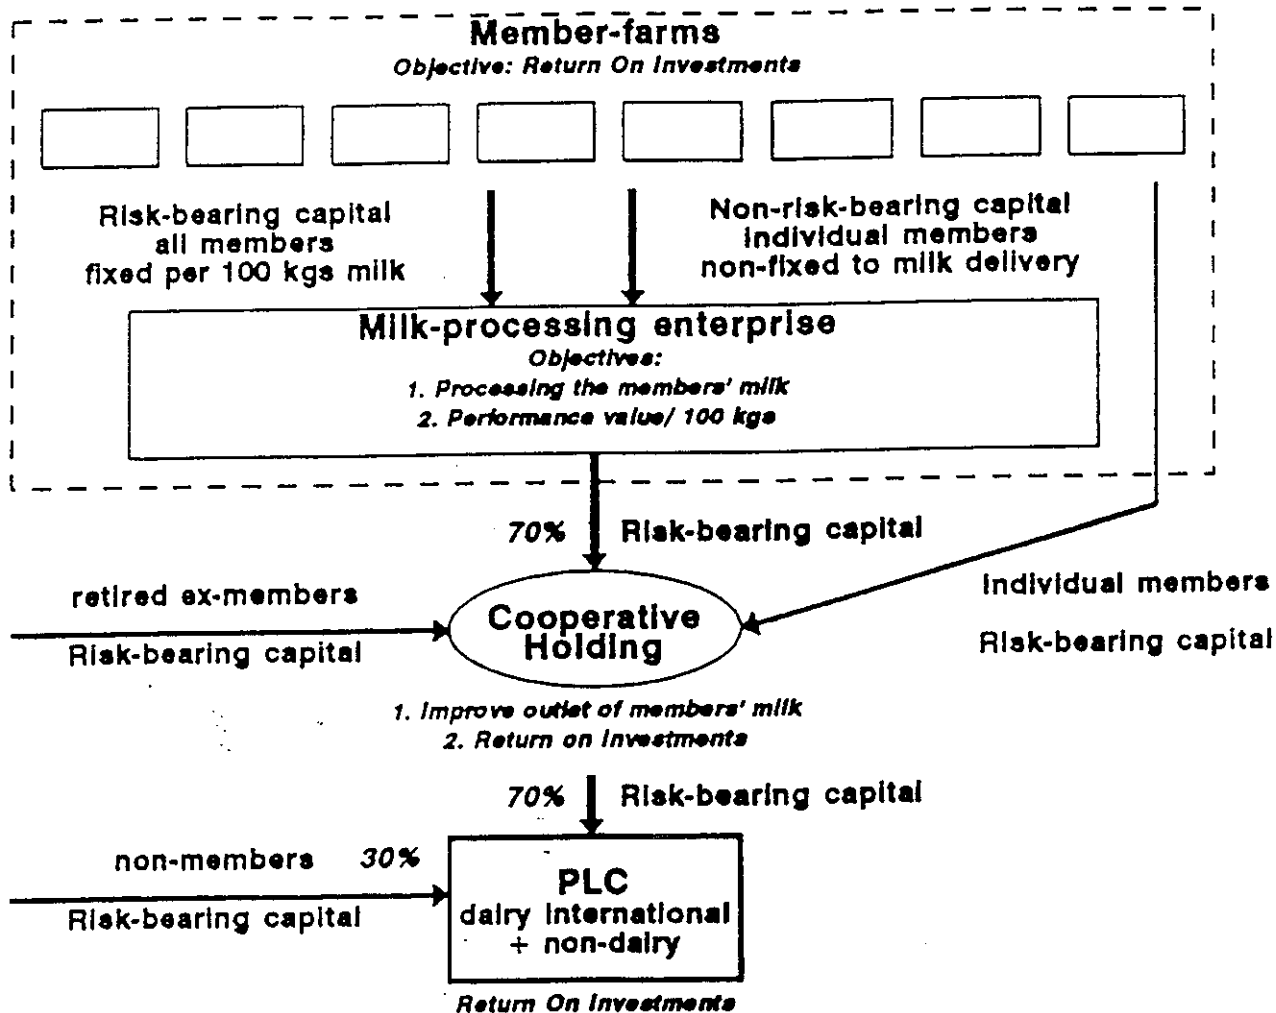 Member-farms
Objective: Return On Investments
Risk-bearing capital
all members
fixed per 100 kgs milk
Non-risk-bearing capital
individual members
non-fixed to milk delivery
Milk-processing enterprise
Objectives:
1. Processing the members' milk
2. Performance value/ 100 kgs
70% Risk-bearing capital
retired ex-members
Risk-bearing capital
Cooperative
Holding
individual members
Risk-bearing capital
1. Improve outlet of members' milk
2. Return on Investments
70% Risk-bearing capital
non-members 30%
Risk-bearing capital
PLC
dairy international
+ non-dairy
Return On Investments